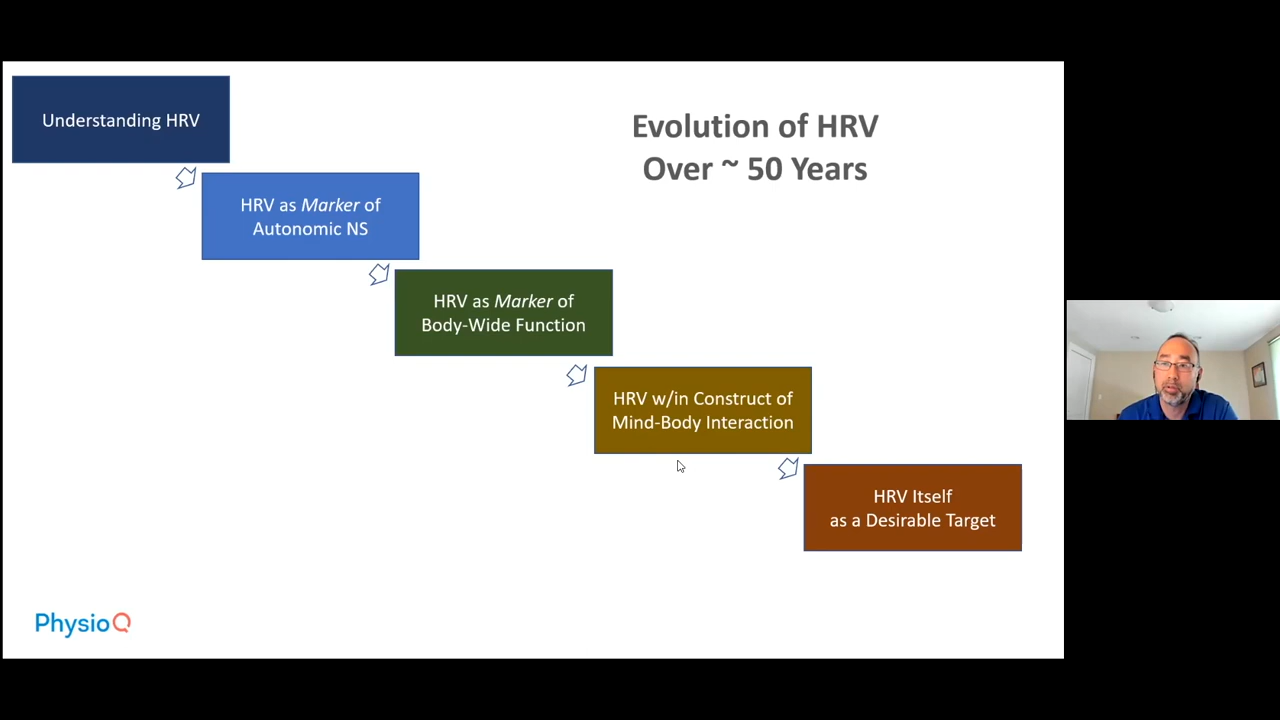 Understanding HRV
Evolution of HRV
Over ~ 50 Years
HRV as Marker of
Autonomic NS
HRV as Marker of
Body-Wide Function
HRV w/in Construct of
Mind-Body Interaction
HRV Itself
as a Desirable Target
PhysioQ